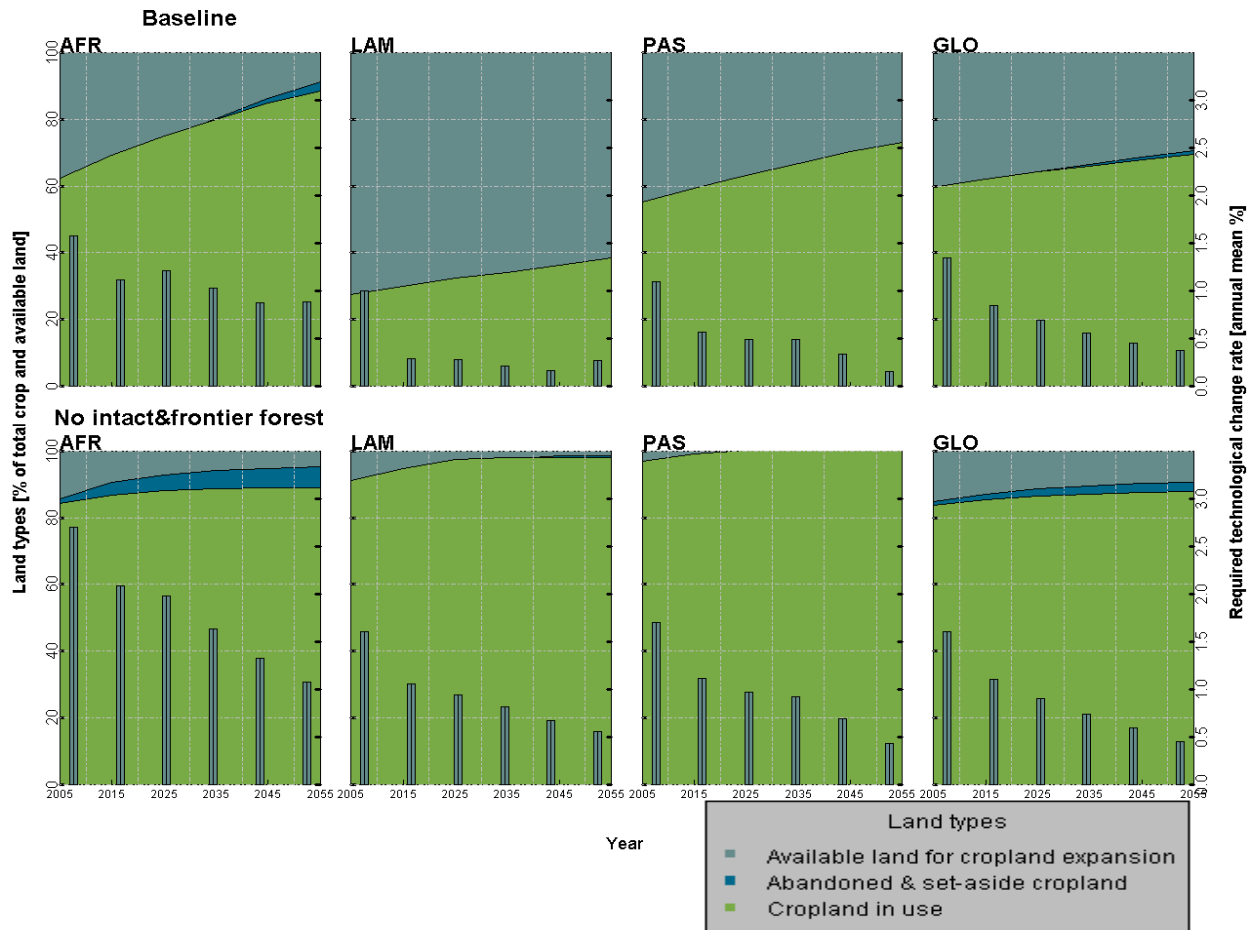 Baseline
AFR LAM PAS GLO
100 80 60 40 20 0
3.0 2.5 2.0 1.5 1.0 0.5 0.0
No intact&frontier forest
AFR LAM PAS GLO
100 80 60 40 20 0
3.0 2.5 2.0 1.5 1.0 0.5 0.0
Land types [% of total crop and available land]
Required technological change rate [annual mean %]
2005 2015 2025 2035 2045 2055 2005 2015 2025 2035 2045 2055 2005 2015 2025 2035 2045 2055 2005 2015 2025 2035 2045 2055
Year
Land types
Available land for cropland expansion
Abandoned & set-aside cropland
Cropland in use